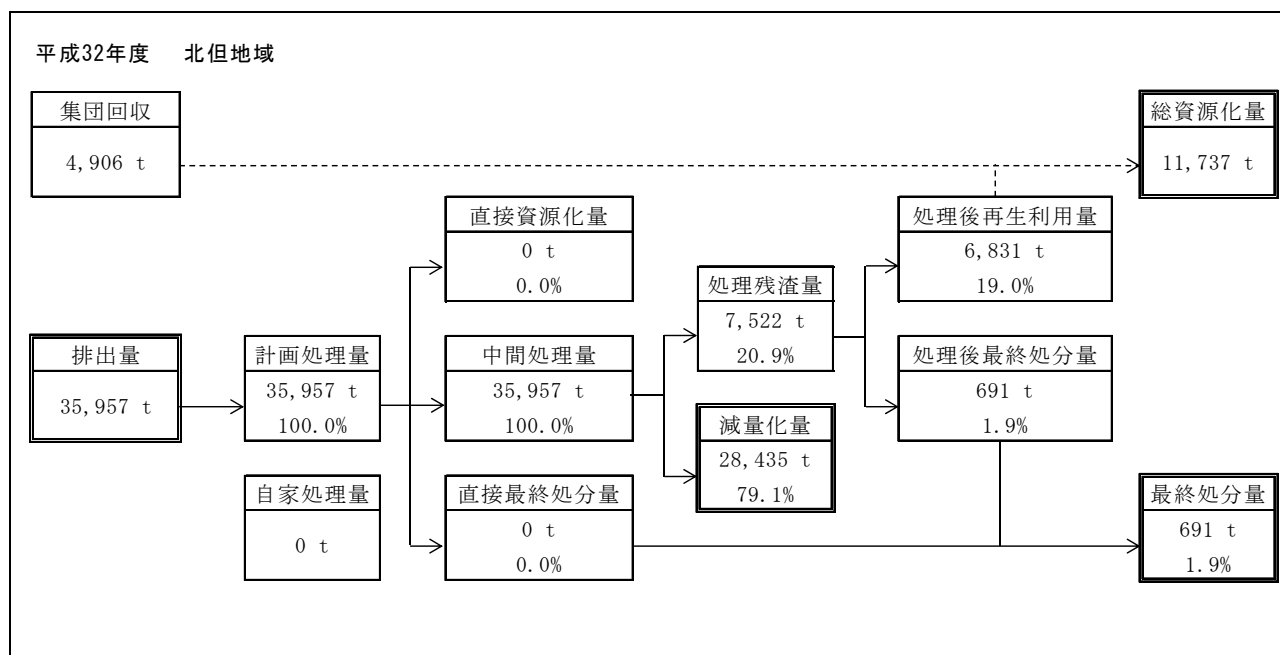 平成32年度 北但地域
集団回収
4,906 t
総資源化量
11,737 t
直接資源化量
0 t
0.0%
処理後再生利用量
6,831 t
19.0%
処理残渣量
7,522 t
20.9%
排出量
35,957 t
計画処理量
35,957 t
100.0%
中間処理量
35,957 t
100.0%
処理後最終処分量
691 t
1.9%
減量化量
28,435 t
79.1%
自家処理量
0 t
直接最終処分量
0 t
0.0%
最終処分量
691 t
1.9%